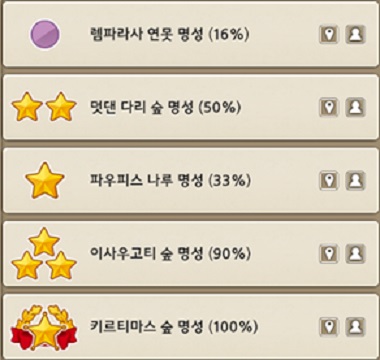 렘파라사 연못 명성 (16%)
덧댄 다리 숲 명성 (50%)
파우피스 나루 명성 (33%)
이사우고티 숲 명성 (90%)
키르티마스 숲 명성 (100%)